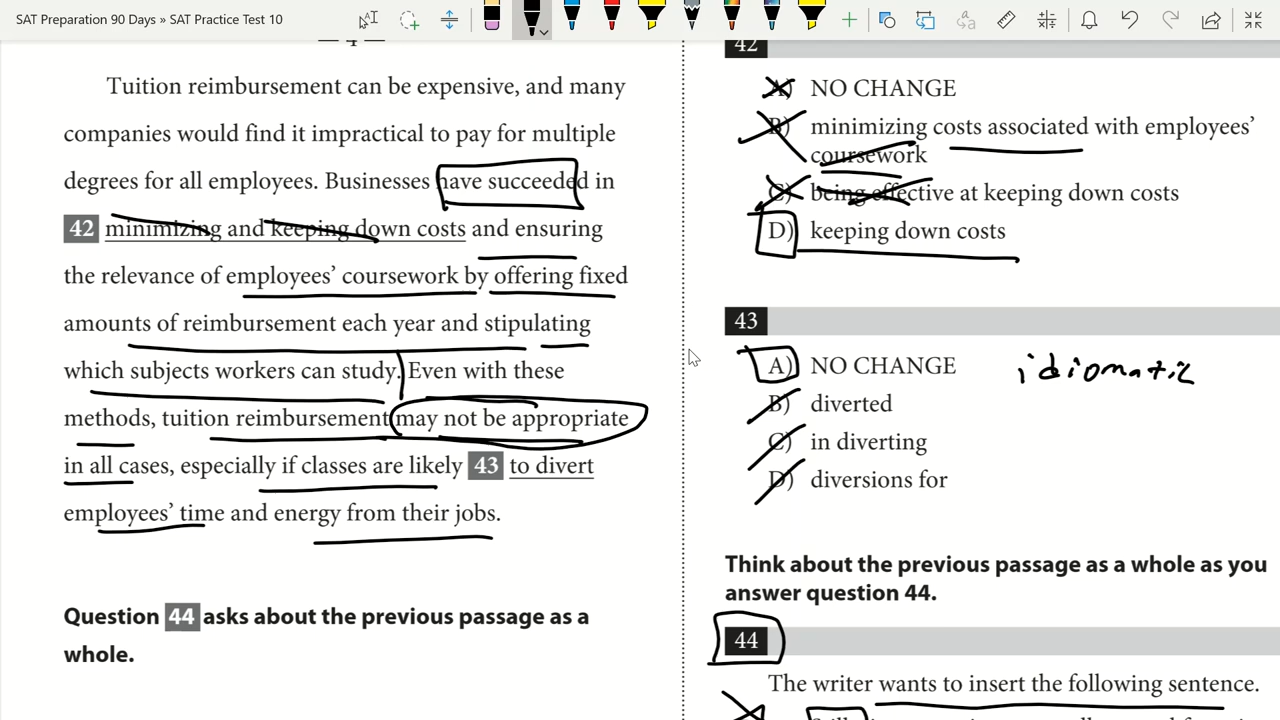 SAT Preparation 90 Days » SAT Practice Test 10
— 4 —
Tuition reimbursement can be expensive, and many
companies would find it impractical to pay for multiple
degrees for all employees. Businesses have succeeded in
42 minimizing and keeping down costs and ensuring
the relevance of employees’ coursework by offering fixed
amounts of reimbursement each year and stipulating
which subjects workers can study. Even with these
methods, tuition reimbursement may not be appropriate
in all cases, especially if classes are likely 43 to divert
employees’ time and energy from their jobs.
Question 44 asks about the previous passage as a
whole.
42
A) NO CHANGE
B) minimizing costs associated with employees’
coursework
C) being effective at keeping down costs
D) keeping down costs
43
A) NO CHANGE idiomatic
B) diverted
C) in diverting
D) diversions for
Think about the previous passage as a whole as you
answer question 44.
44
The writer wants to insert the following sentence.